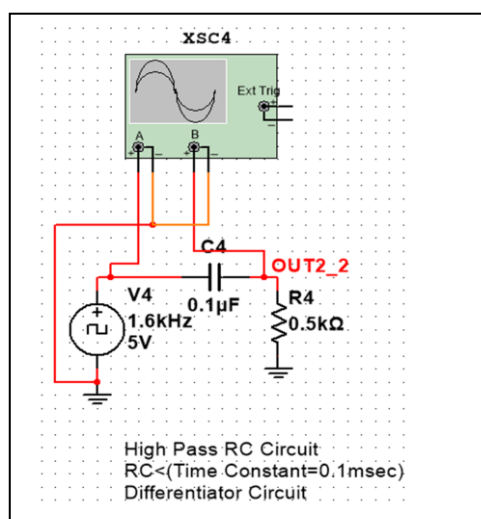 XSC4
Ext Trig
+
−
A
B
+ − + −
C4
OUT2_2
V4
0.1µF
R4
+
1.6kHz
0.5kΩ
5V
High Pass RC Circuit
RC<(Time Constant=0.1msec)
Differentiator Circuit